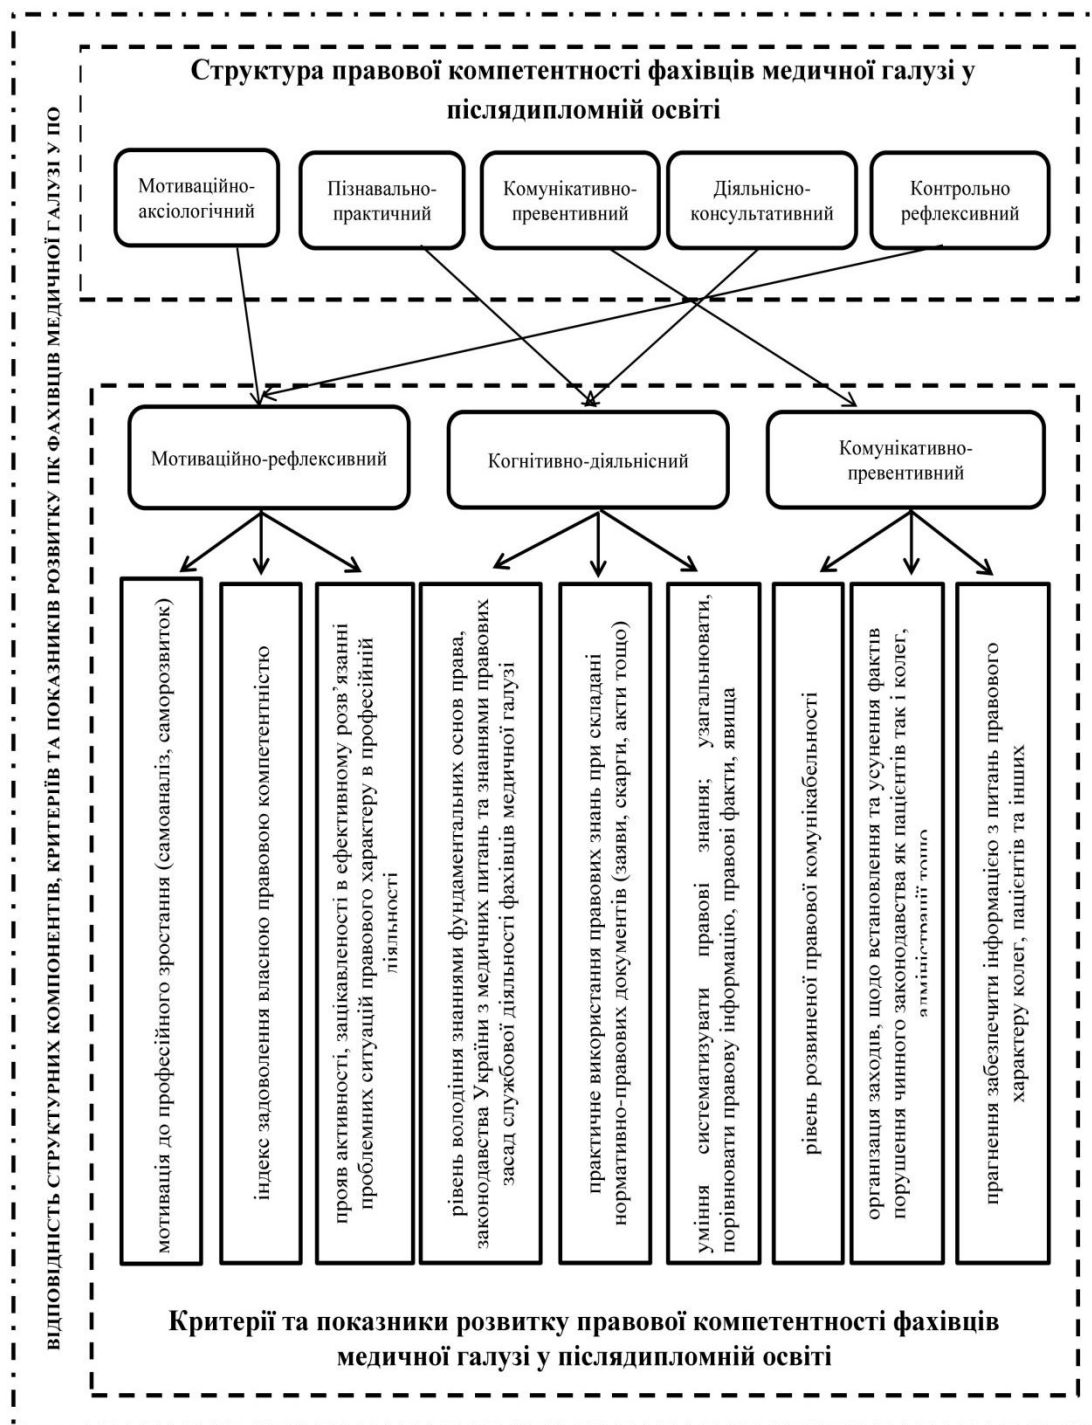 ВІДПОВІДНІСТЬ СТРУКТУРНИХ КОМПОНЕНТІВ, КРИТЕРІЇВ ТА ПОКАЗНИКІВ РОЗВИТКУ ПК ФАХІВЦІВ МЕДИЧНОЇ ГАЛУЗІ У ПО
Структура правової компетентності фахівців медичної галузі у
післядипломній освіті
Мотиваційно-
аксіологічний
Пізнавально-
практичний
Комунікативно-
превентивний
Діяльнісно-
консультативний
Контрольно
рефлексивний
Мотиваційно-рефлексивний
Когнітивно-діяльнісний
Комунікативно-
превентивний
мотивація до професійного зростання (самоаналіз, саморозвиток)
індекс задоволення власною правовою компетентністю
прояв активності, зацікавленості в ефективному розв’язанні
проблемних ситуацій правового характеру в професійній
діяльності
рівень володіння знаннями фундаментальних основ права,
законодавства України з медичних питань та знаннями правових
засад службової діяльності фахівців медичної галузі
практичне використання правових знань при складані
нормативно-правових документів (заяви, скарги, акти тощо)
уміння систематизувати правові знання; узагальнювати,
порівнювати правову інформацію, правові факти, явища
рівень розвиненої правової комунікабельності
організація заходів, щодо встановлення та усунення фактів
порушення чинного законодавства як пацієнтів так і колег,
адміністрації тощо
прагнення забезпечити інформацією з питань правового
характеру колег, пацієнтів та інших
Критерії та показники розвитку правової компетентності фахівців
медичної галузі у післядипломній освіті